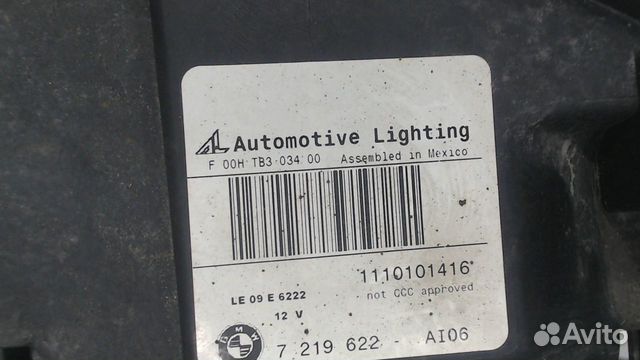 AL Automotive Lighting
F 00H TB3 034 00 Assembled in Mexico
1110101416*
LE 09 E 6222 not CCC approved
12 V
BMW 7 219 622 - AI06
Avito